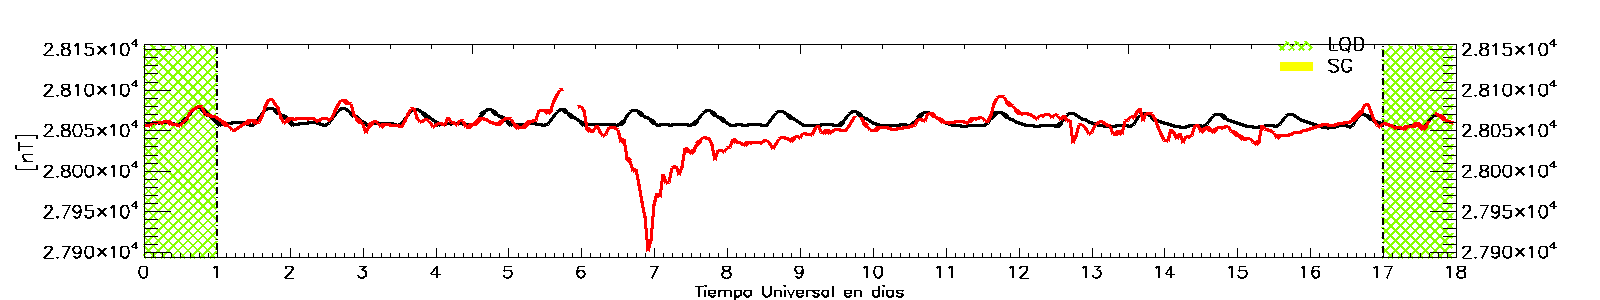 LQD
SG
2.815×10⁴ 2.815×10⁴
2.810×10⁴ 2.810×10⁴
2.805×10⁴ 2.805×10⁴
2.800×10⁴ 2.800×10⁴
2.795×10⁴ 2.795×10⁴
2.790×10⁴ 2.790×10⁴
[nT]
0 1 2 3 4 5 6 7 8 9 10 11 12 13 14 15 16 17 18
Tiempo Universal en dias